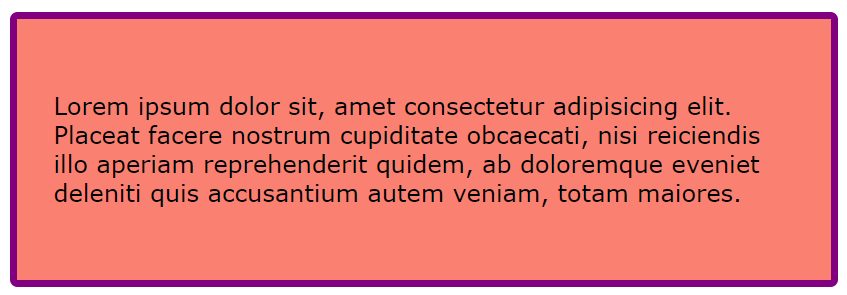 Lorem ipsum dolor sit, amet consectetur adipisicing elit.
Placeat facere nostrum cupiditate obcaecati, nisi reiciendis
illo aperiam reprehenderit quidem, ab doloremque eveniet
deleniti quis accusantium autem veniam, totam maiores.